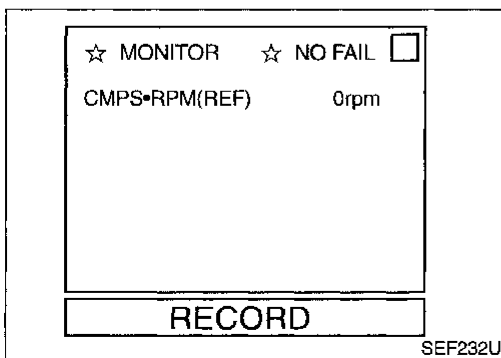 ☆ MONITOR ☆ NO FAIL
CMPS•RPM(REF) 0rpm
RECORD
SEF232U